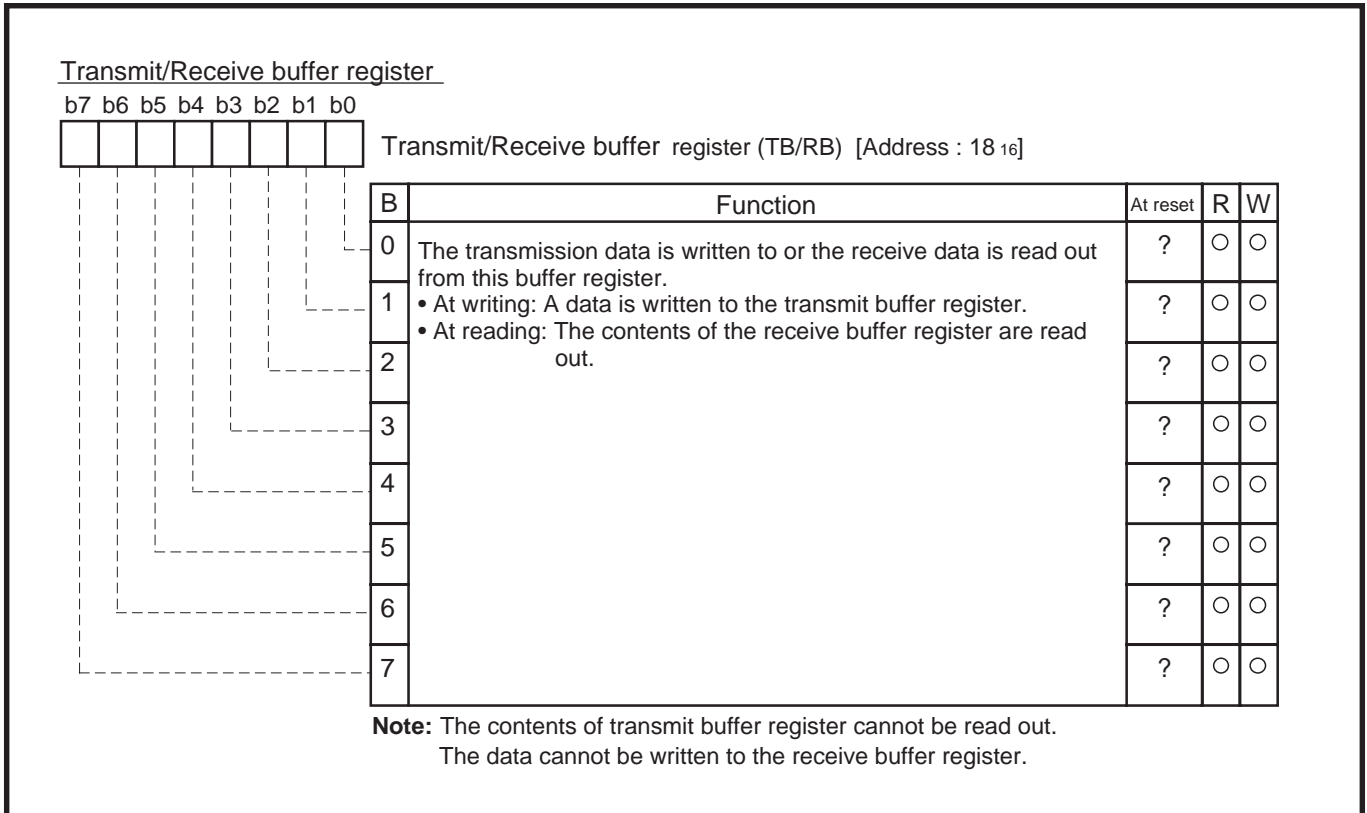 Transmit/Receive buffer register
b7 b6 b5 b4 b3 b2 b1 b0
Transmit/Receive buffer register (TB/RB) [Address : 18 16]
B Function At reset R W
0 The transmission data is written to or the receive data is read out ? ○ ○
from this buffer register.
1 • At writing: A data is written to the transmit buffer register. ? ○ ○
• At reading: The contents of the receive buffer register are read
2 out. ? ○ ○
3 ? ○ ○
4 ? ○ ○
5 ? ○ ○
6 ? ○ ○
7 ? ○ ○
Note: The contents of transmit buffer register cannot be read out.
The data cannot be written to the receive buffer register.